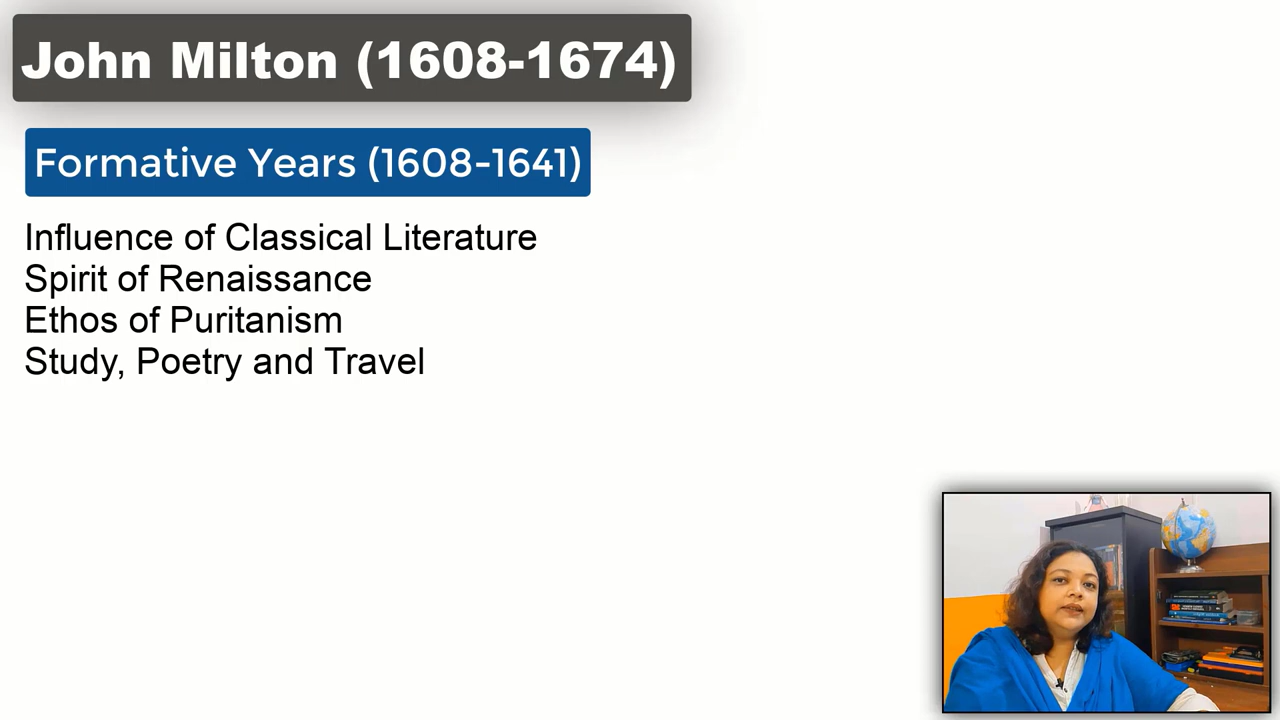 John Milton (1608-1674)
Formative Years (1608-1641)
Influence of Classical Literature
Spirit of Renaissance
Ethos of Puritanism
Study, Poetry and Travel